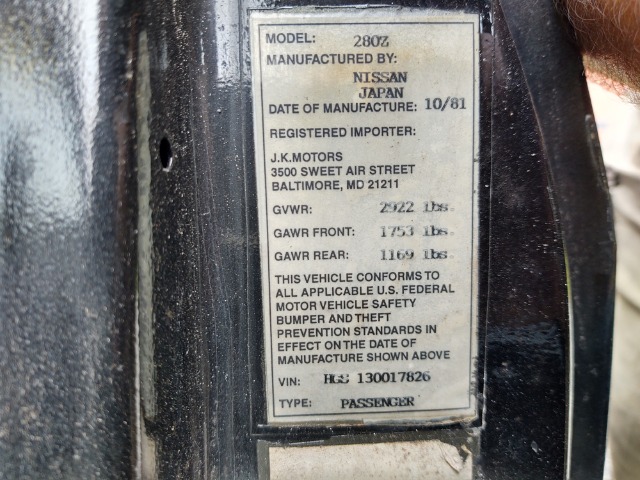 MODEL: 280Z
MANUFACTURED BY:
NISSAN
JAPAN
DATE OF MANUFACTURE: 10/81
REGISTERED IMPORTER:
J.K.MOTORS
3500 SWEET AIR STREET
BALTIMORE, MD 21211
GVWR: 2922 lbs.
GAWR FRONT: 1753 lbs
GAWR REAR: 1169 lbs
THIS VEHICLE CONFORMS TO
ALL APPLICABLE U.S. FEDERAL
MOTOR VEHICLE SAFETY
BUMPER AND THEFT
PREVENTION STANDARDS IN
EFFECT ON THE DATE OF
MANUFACTURE SHOWN ABOVE
VIN: HGS 130017826
TYPE: PASSENGER